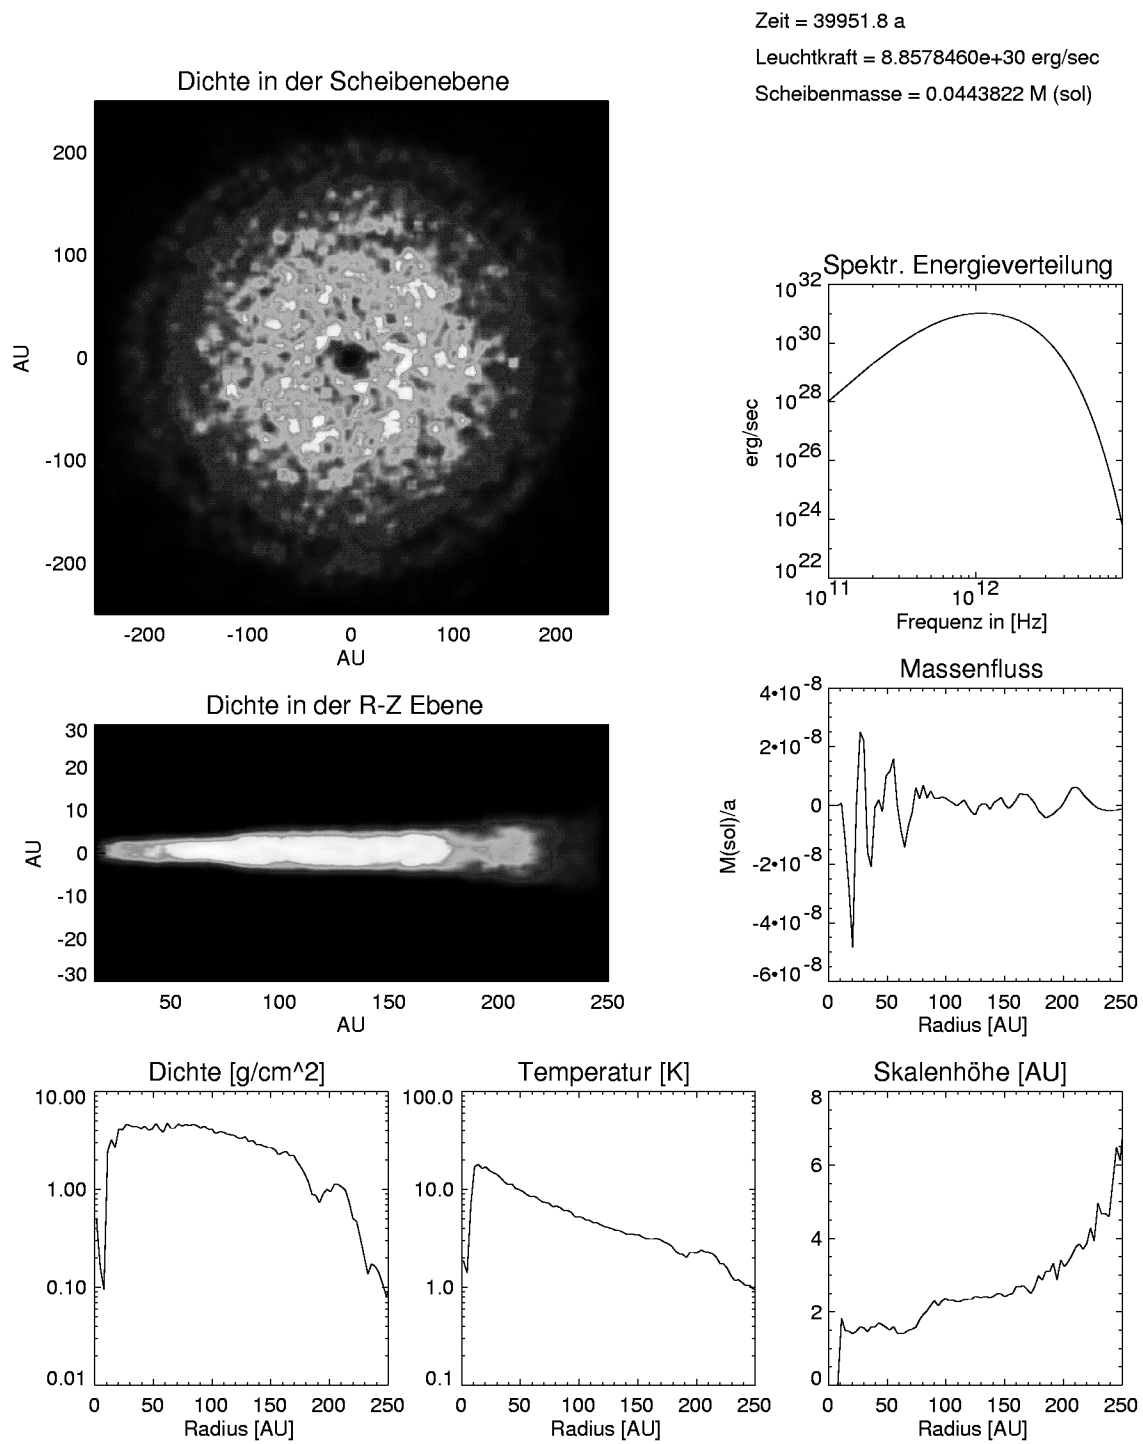 Zeit = 39951.8 a
Leuchtkraft = 8.8578460e+30 erg/sec
Scheibenmasse = 0.0443822 M (sol)
Dichte in der Scheibenebene
200
100
0
-100
-200
AU
-200 -100 0 100 200
AU
Spektr. Energieverteilung
10^32
10^30
10^28
10^26
10^24
10^22
erg/sec
10^11 10^12
Frequenz in [Hz]
Dichte in der R-Z Ebene
30
20
10
0
-10
-20
-30
AU
50 100 150 200 250
AU
Massenfluss
4•10^-8
2•10^-8
0
-2•10^-8
-4•10^-8
-6•10^-8
M(sol)/a
0 50 100 150 200 250
Radius [AU]
Dichte [g/cm^2]
10.00
1.00
0.10
0.01
0 50 100 150 200 250
Radius [AU]
Temperatur [K]
100.0
10.0
1.0
0.1
0 50 100 150 200 250
Radius [AU]
Skalenhöhe [AU]
8
6
4
2
0
0 50 100 150 200 250
Radius [AU]